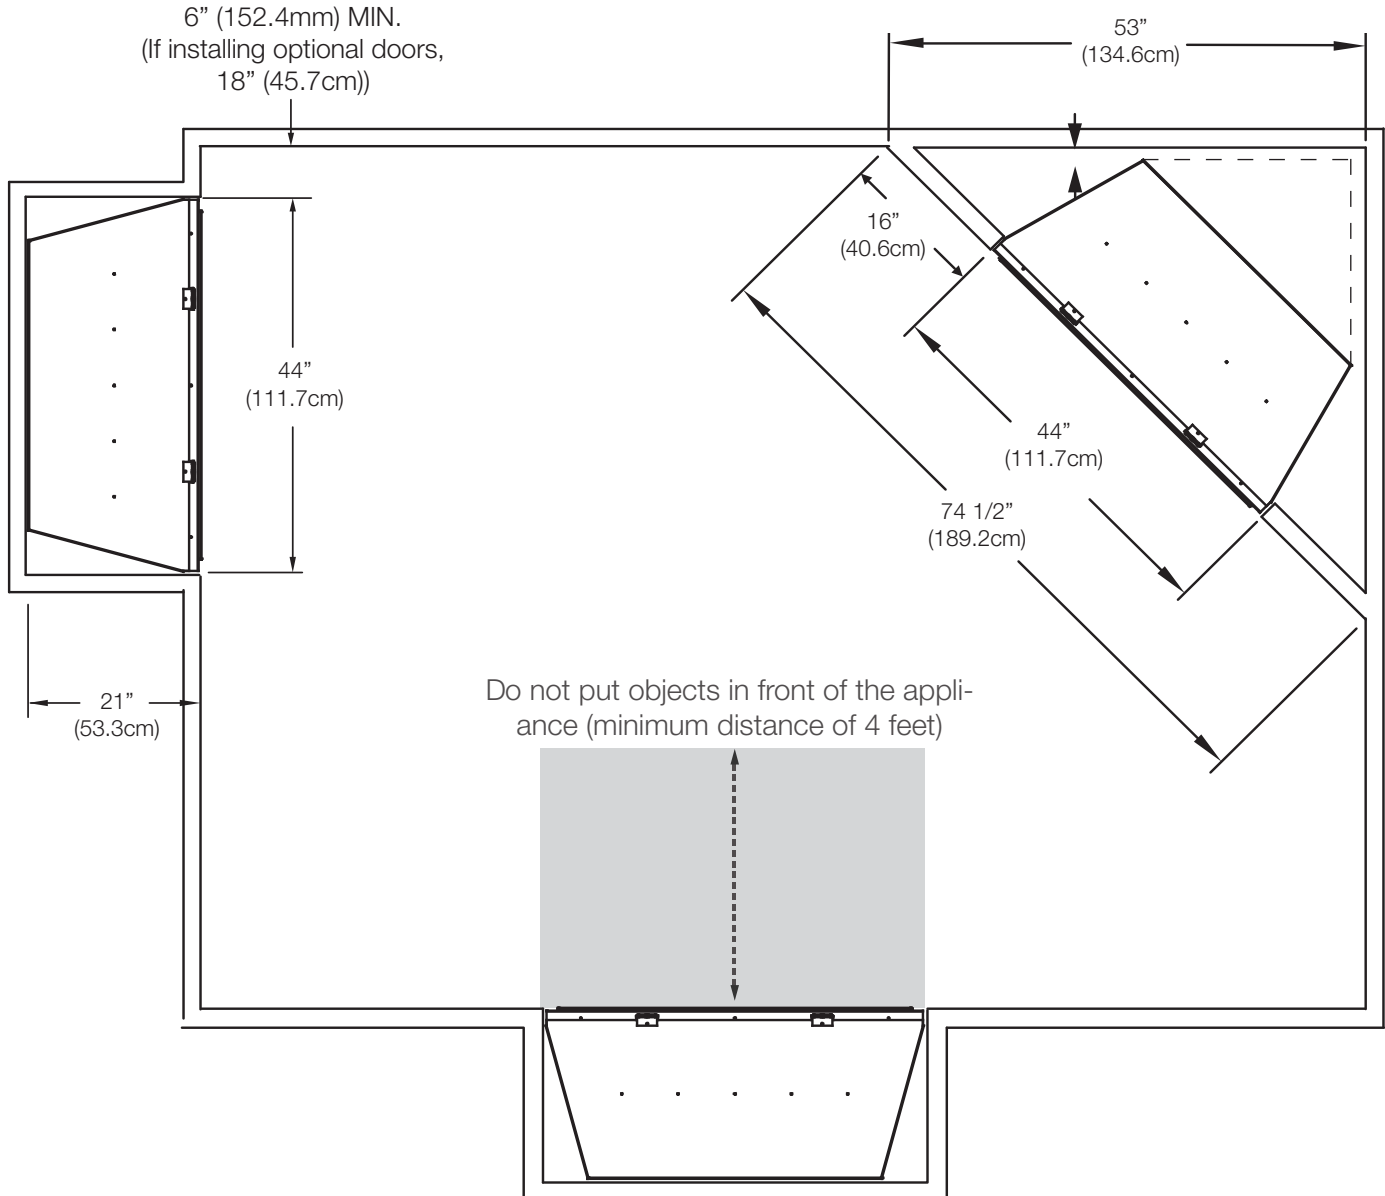 6” (152.4mm) MIN.
(If installing optional doors,
18” (45.7cm))
53”
(134.6cm)
16”
(40.6cm)
44”
(111.7cm)
44”
(111.7cm)
74 1/2”
(189.2cm)
21”
(53.3cm)
Do not put objects in front of the appli-
ance (minimum distance of 4 feet)